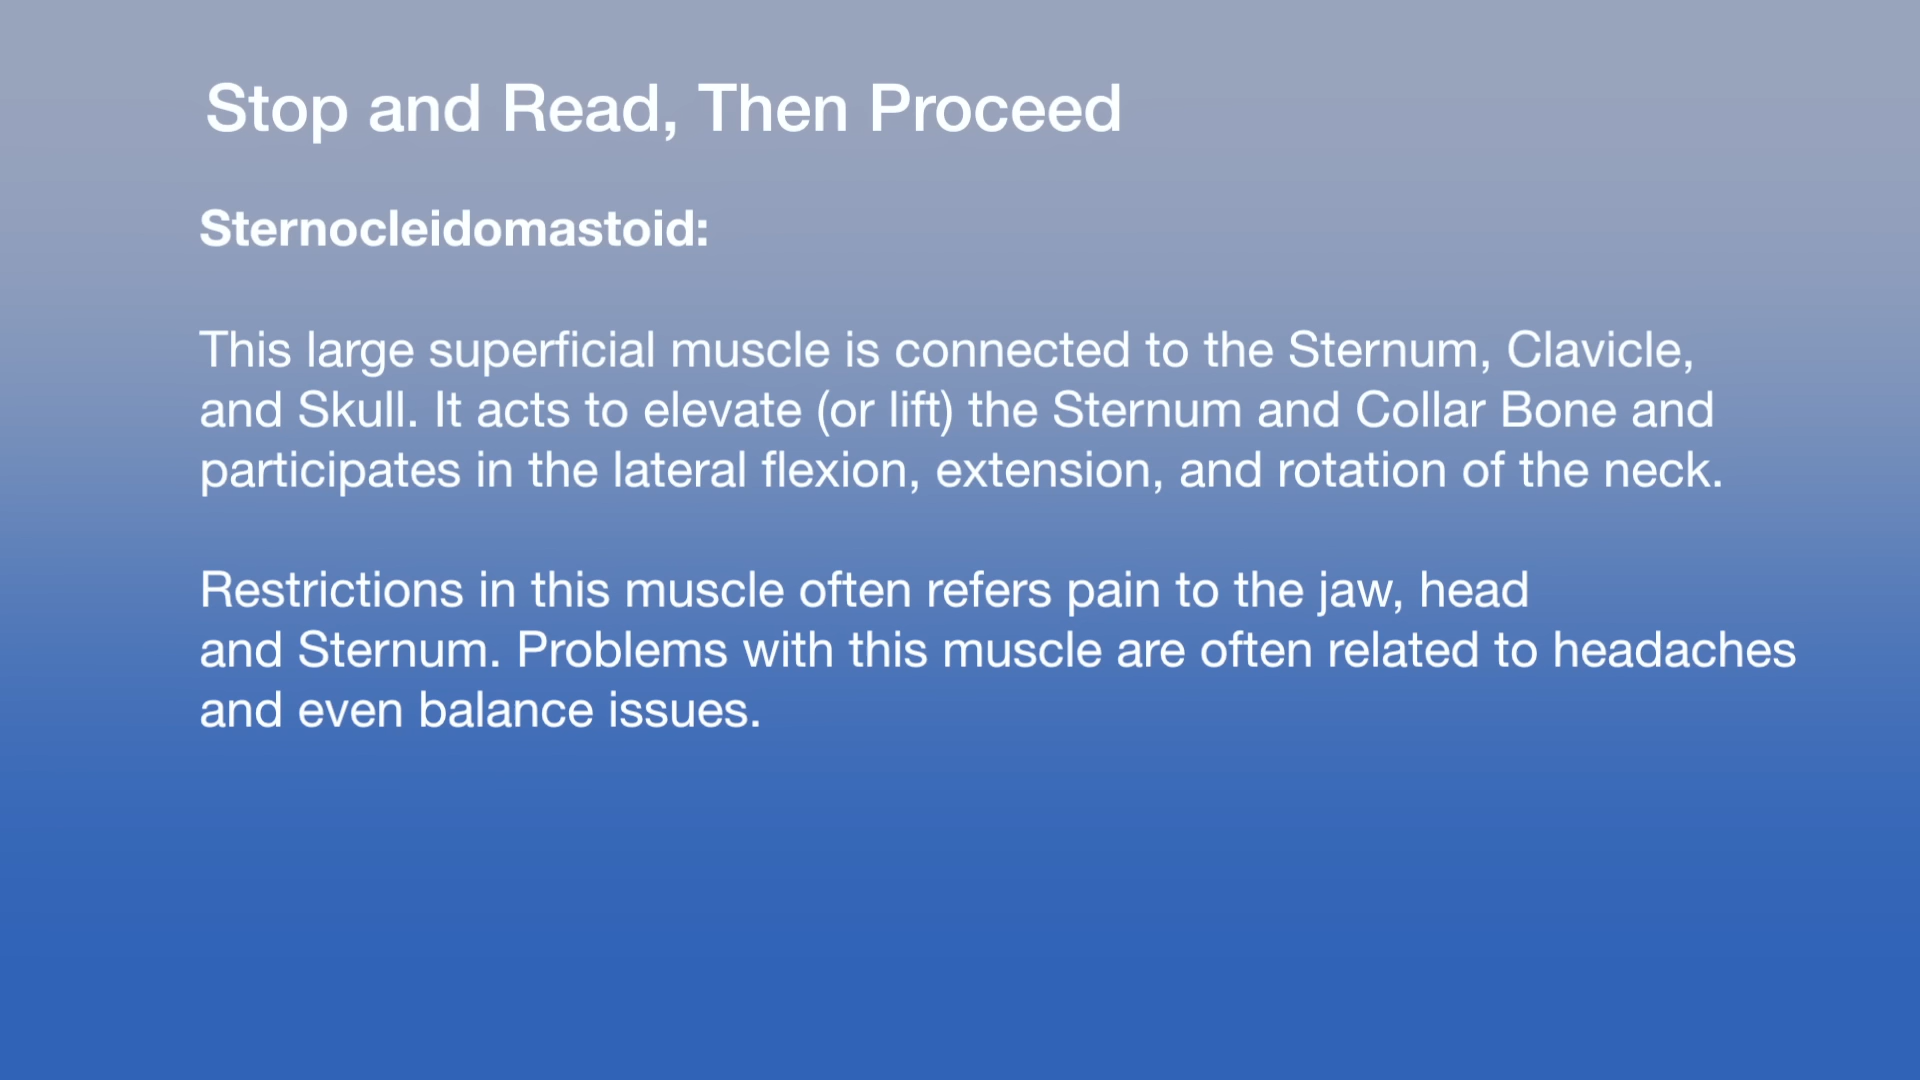 Stop and Read, Then Proceed
Sternocleidomastoid:
This large superficial muscle is connected to the Sternum, Clavicle,
and Skull. It acts to elevate (or lift) the Sternum and Collar Bone and
participates in the lateral flexion, extension, and rotation of the neck.
Restrictions in this muscle often refers pain to the jaw, head
and Sternum. Problems with this muscle are often related to headaches
and even balance issues.